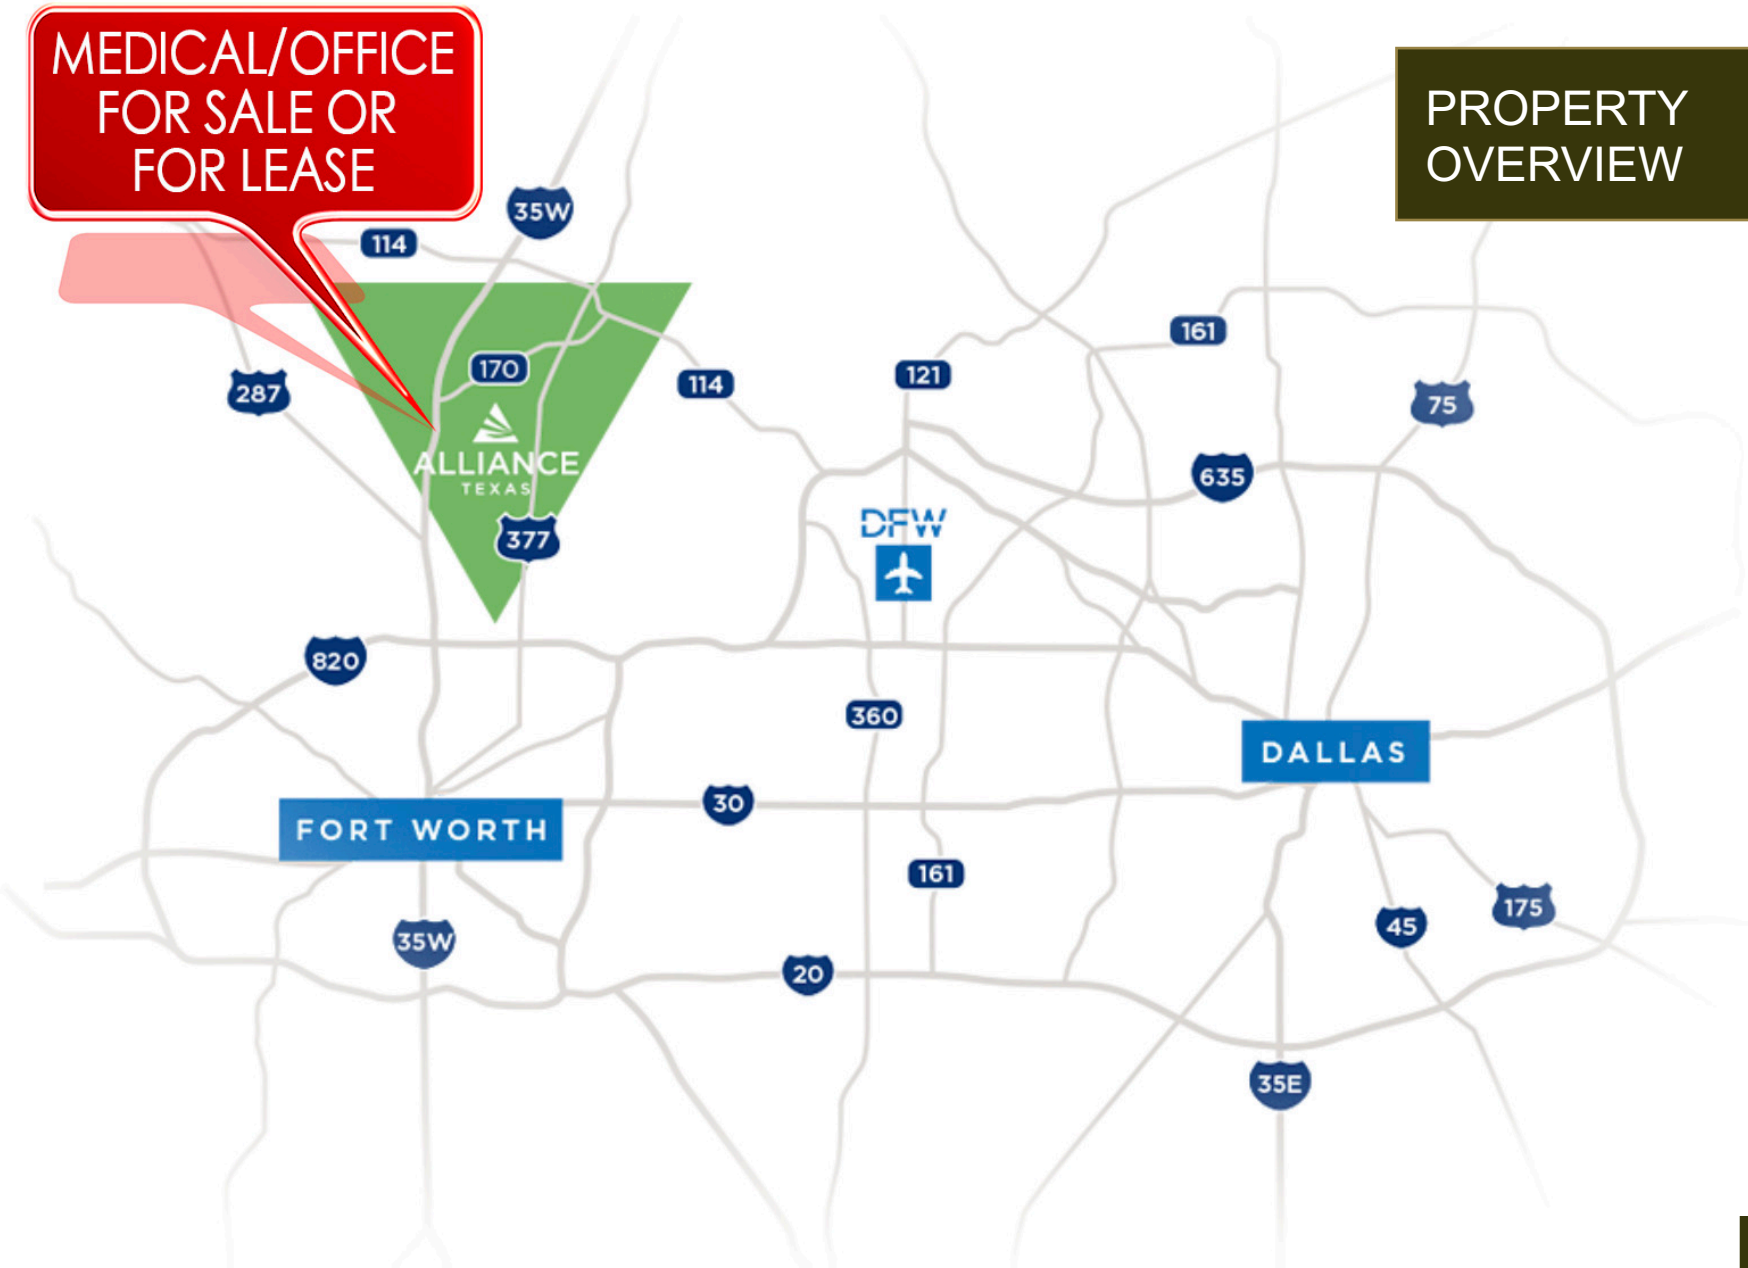 MEDICAL/OFFICE
FOR SALE OR
FOR LEASE
PROPERTY
OVERVIEW
35W
114
161
170
114
121
287
75
ALLIANCE
TEXAS
635
DFW
377
820
360
DALLAS
30
FORT WORTH
161
175
45
35W
20
35E